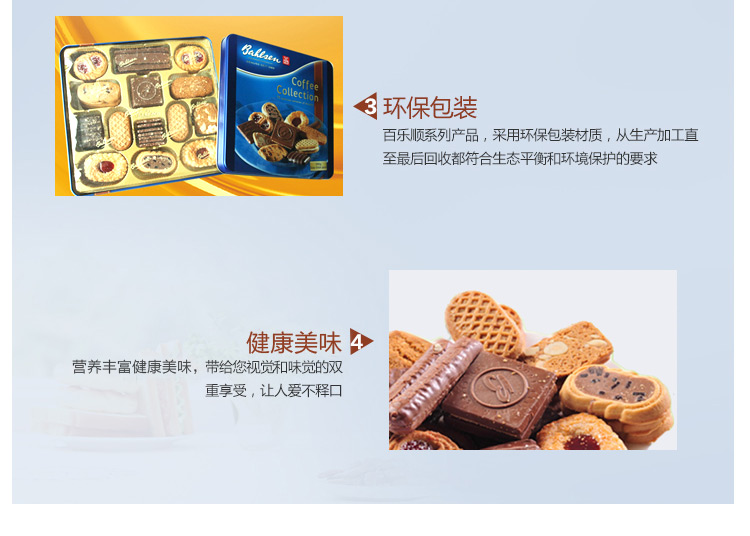 Bahlsen
Coffee
Collection
3 环保包装
百乐顺系列产品，采用环保包装材质，从生产加工直
至最后回收都符合生态平衡和环境保护的要求
健康美味 4
营养丰富健康美味，带给您视觉和味觉的双
重享受，让人爱不释口